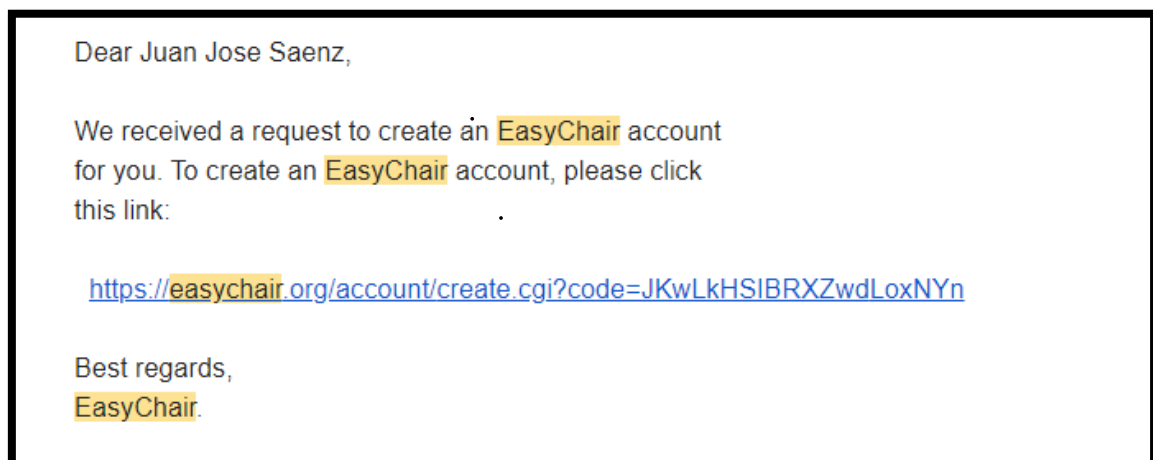 Dear Juan Jose Saenz,
We received a request to create an EasyChair account
for you. To create an EasyChair account, please click
this link:
https://easychair.org/account/create.cgi?code=JKwLkHSIBRXZwdLoxNYn
Best regards,
EasyChair.